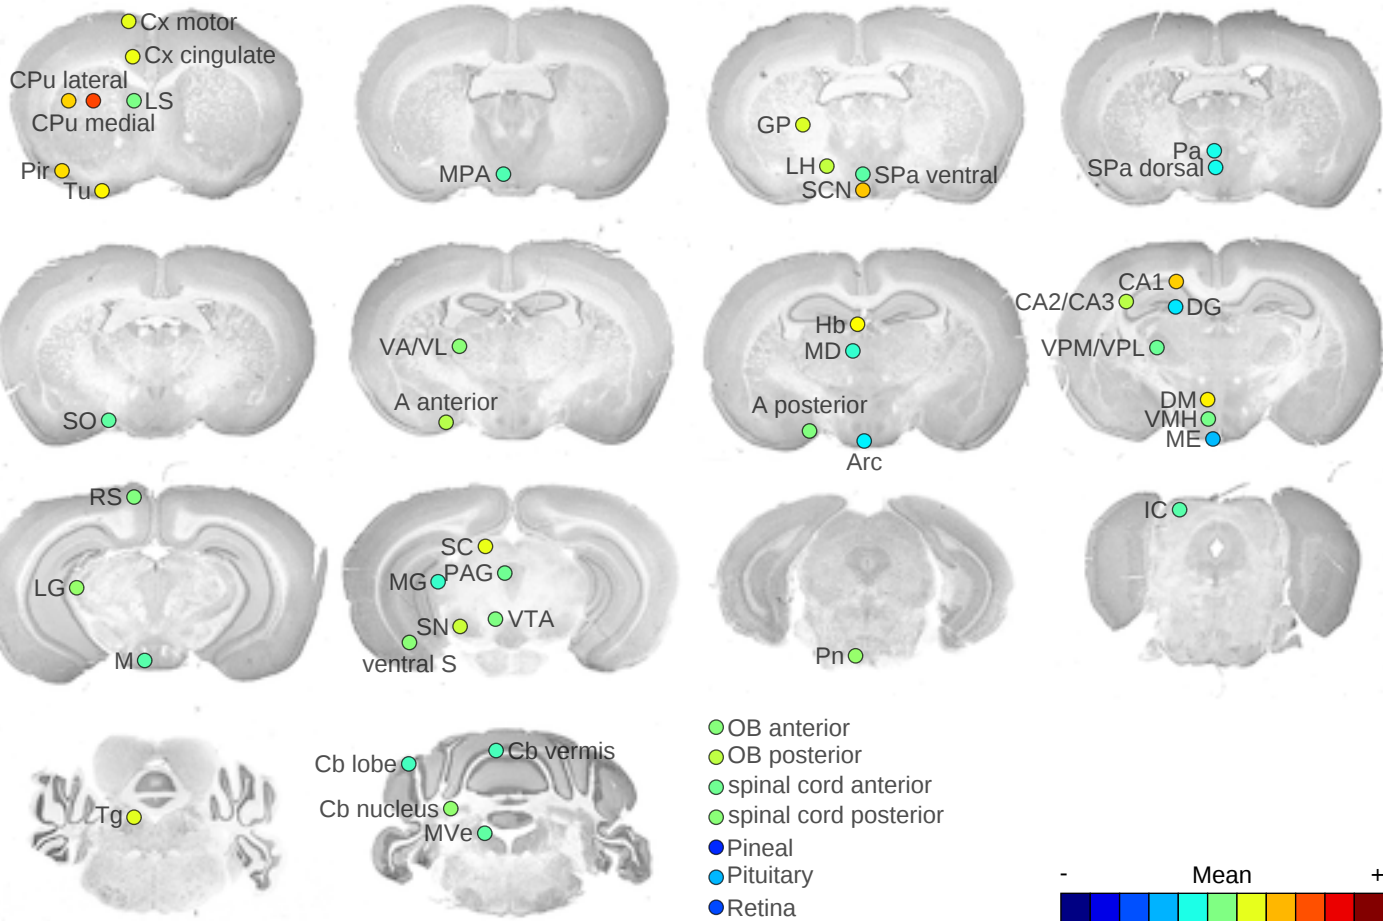 Cx motor
Cx cingulate
CPu lateral
LS
CPu medial
Pir
Tu
MPA
GP
LH
SPa ventral
SCN
Pa
SPa dorsal
SO
VA/VL
A anterior
Hb
MD
A posterior
Arc
CA1
CA2/CA3
DG
VPM/VPL
DM
VMH
ME
RS
LG
M
SC
MG
PAG
SN
VTA
ventral S
Pn
IC
Tg
Cb lobe
Cb vermis
Cb nucleus
MVe
OB anterior
OB posterior
spinal cord anterior
spinal cord posterior
Pineal
Pituitary
Retina
- Mean +